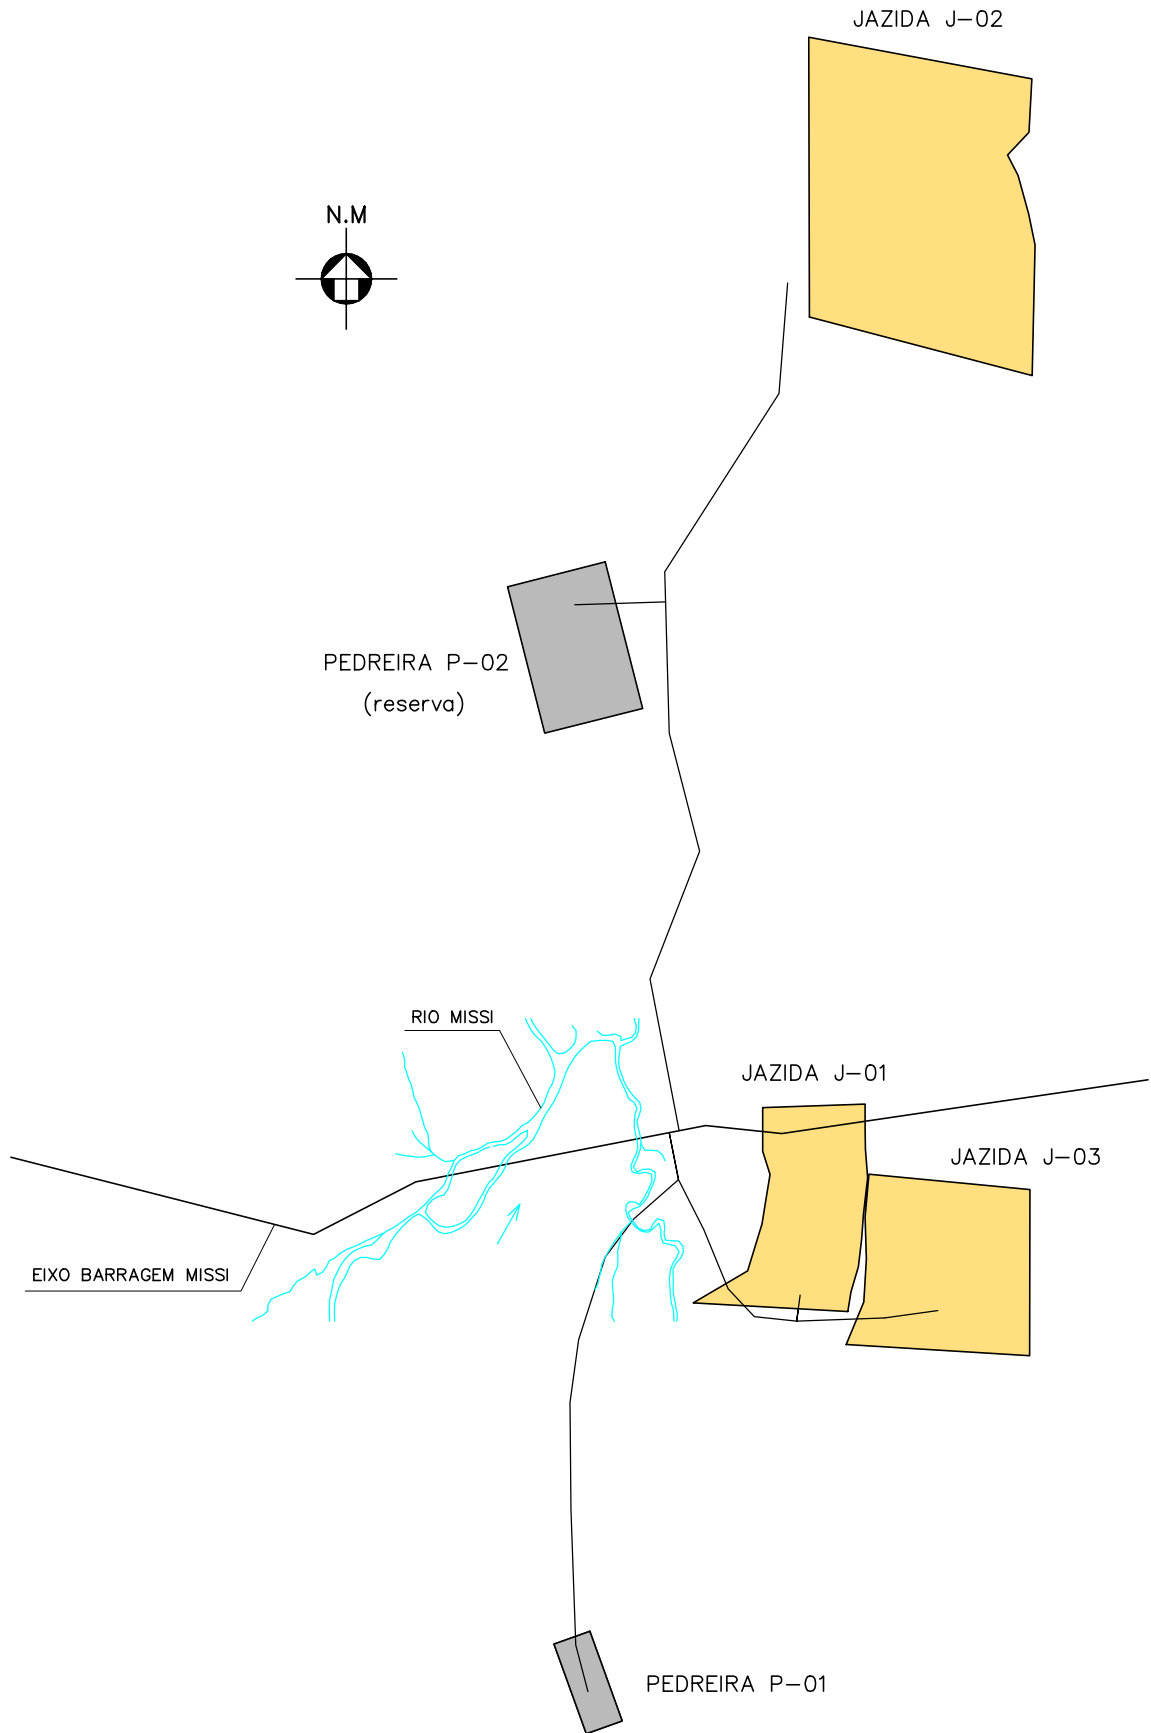 JAZIDA J-02
N.M
PEDREIRA P-02
(reserva)
RIO MISSI
JAZIDA J-01
JAZIDA J-03
EIXO BARRAGEM MISSI
PEDREIRA P-01